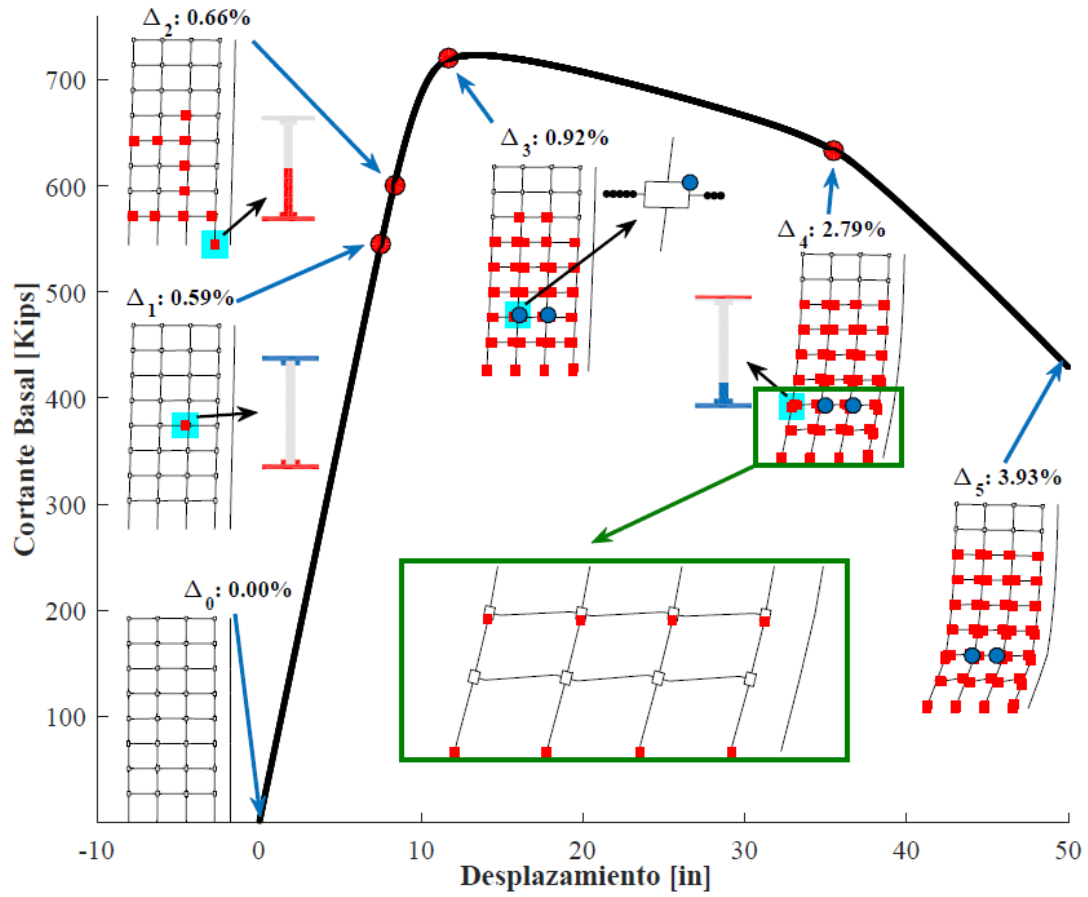 Δ2: 0.66%
Δ3: 0.92%
Δ4: 2.79%
Δ1: 0.59%
Δ5: 3.93%
Δ0: 0.00%
Cortante Basal [Kips]
700
600
500
400
300
200
100
-10 0 10 20 30 40 50
Desplazamiento [in]